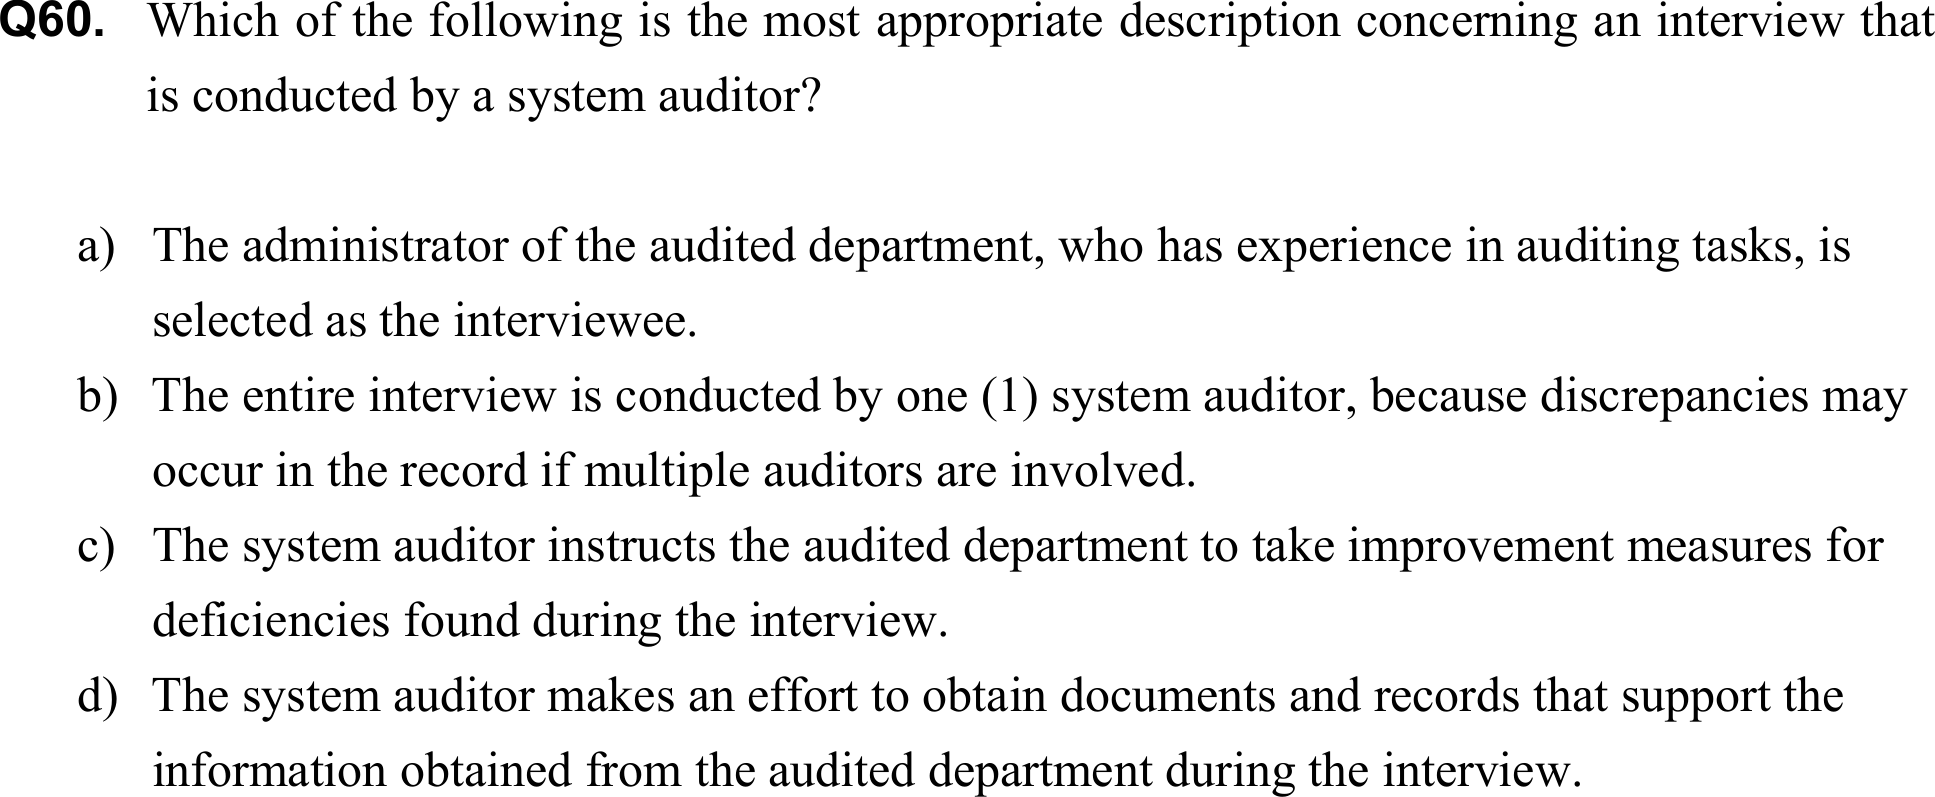 Q60. Which of the following is the most appropriate description concerning an interview that
is conducted by a system auditor?
a) The administrator of the audited department, who has experience in auditing tasks, is
selected as the interviewee.
b) The entire interview is conducted by one (1) system auditor, because discrepancies may
occur in the record if multiple auditors are involved.
c) The system auditor instructs the audited department to take improvement measures for
deficiencies found during the interview.
d) The system auditor makes an effort to obtain documents and records that support the
information obtained from the audited department during the interview.